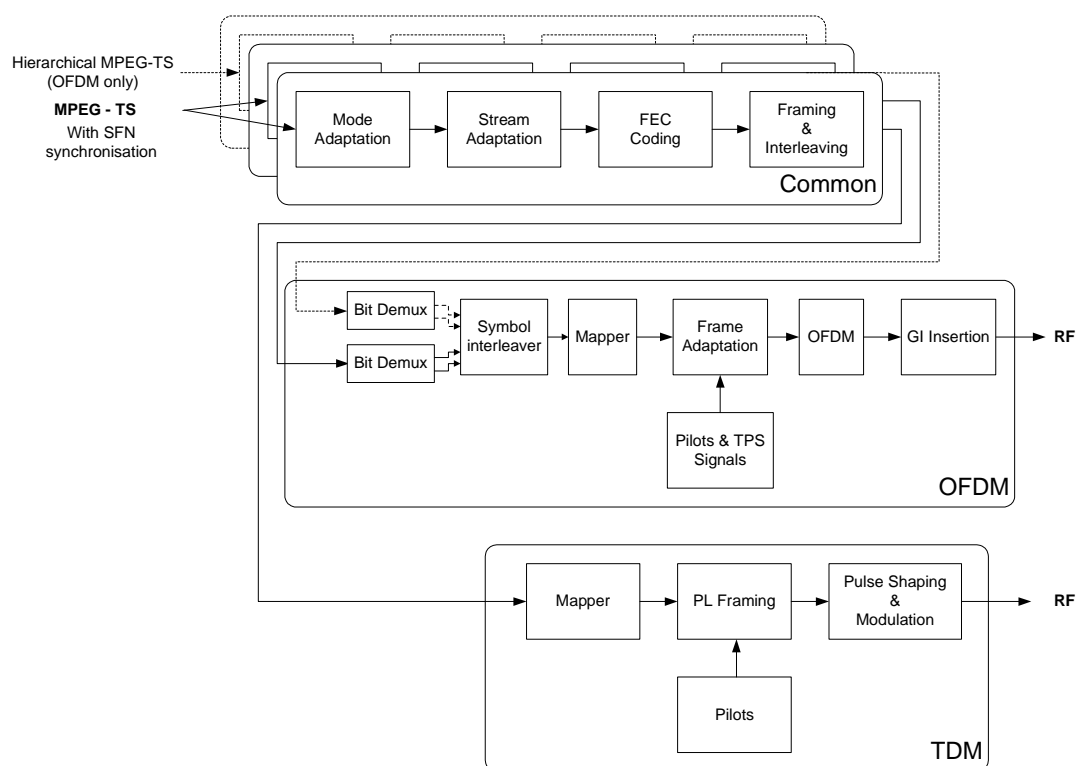 Hierarchical MPEG-TS
(OFDM only)
MPEG - TS
With SFN
synchronisation
Mode
Adaptation
Stream
Adaptation
FEC
Coding
Framing
&
Interleaving
Common
Bit Demux
Bit Demux
Symbol
interleaver
Mapper
Frame
Adaptation
OFDM
GI Insertion
RF
Pilots & TPS
Signals
OFDM
Mapper
PL Framing
Pulse Shaping
&
Modulation
RF
Pilots
TDM